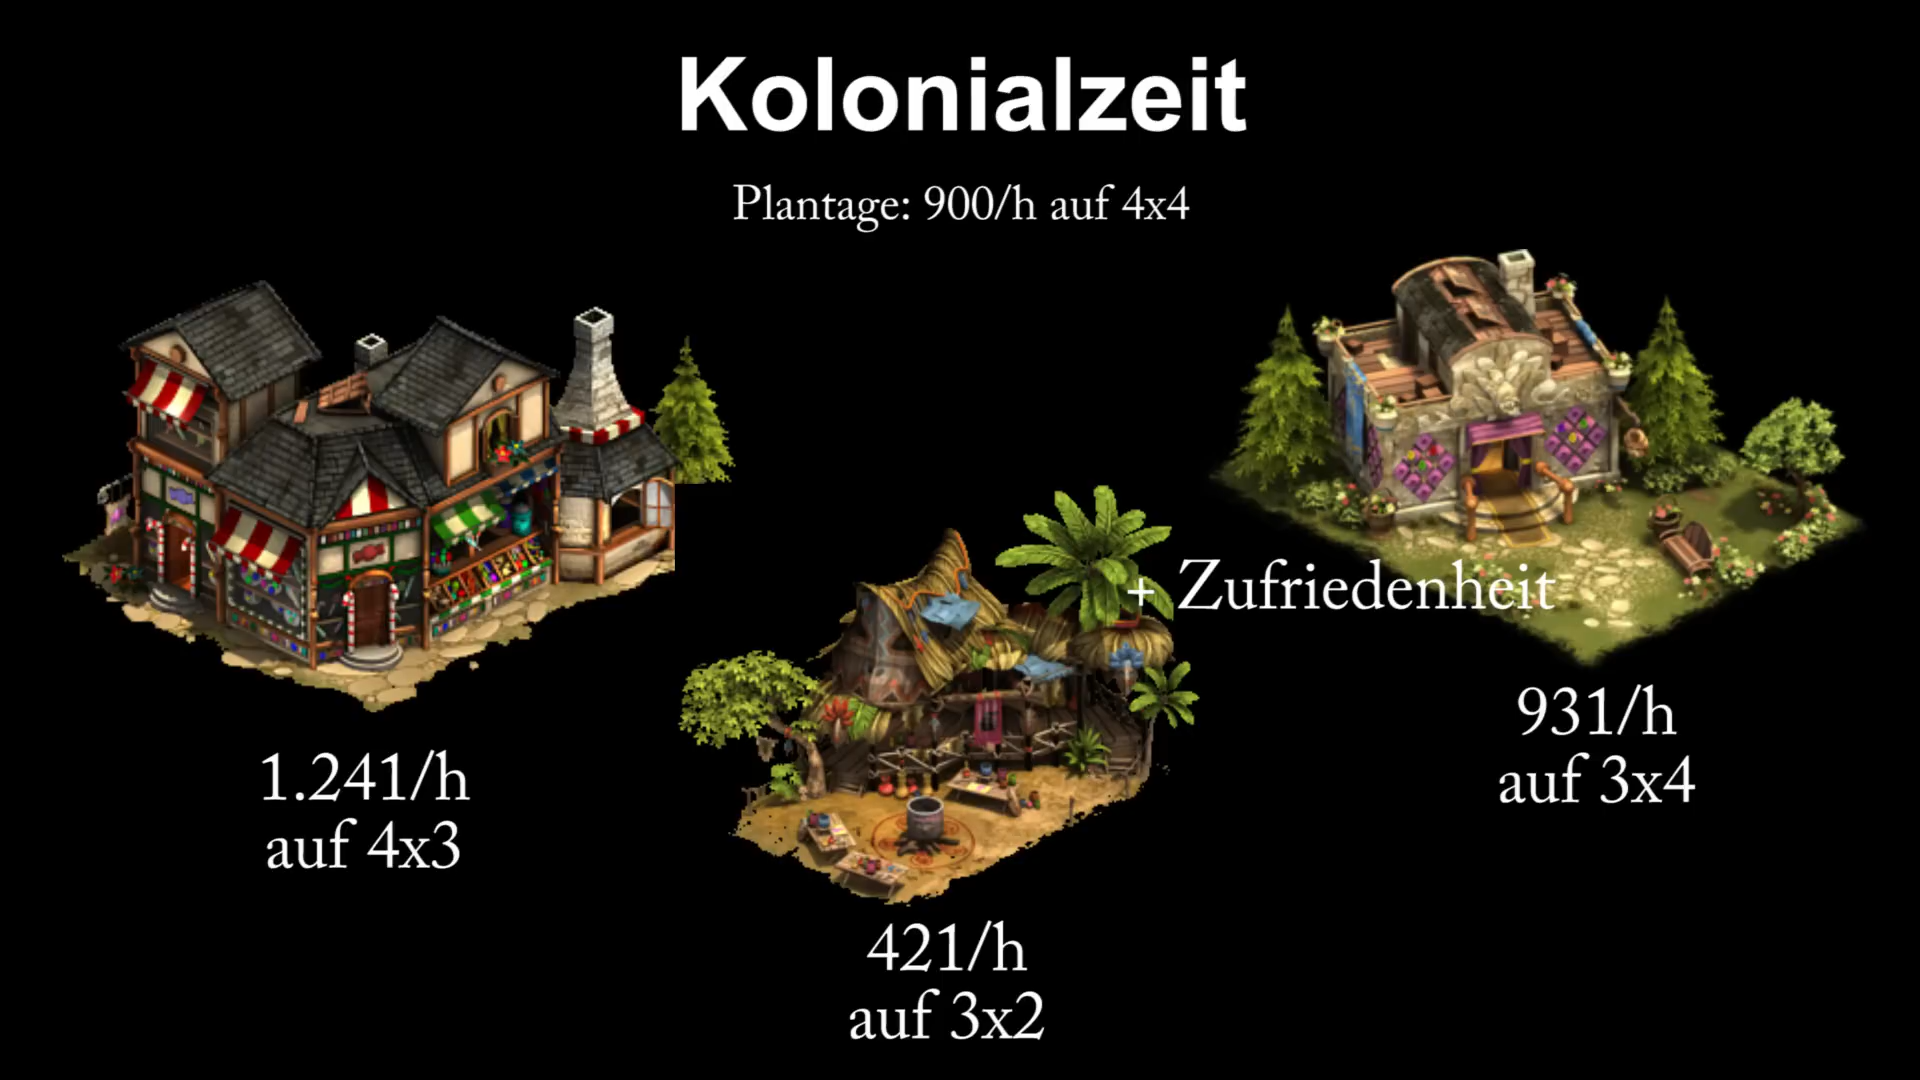 Kolonialzeit
Plantage: 900/h auf 4x4
+ Zufriedenheit
1.241/h
auf 4x3
421/h
auf 3x2
931/h
auf 3x4